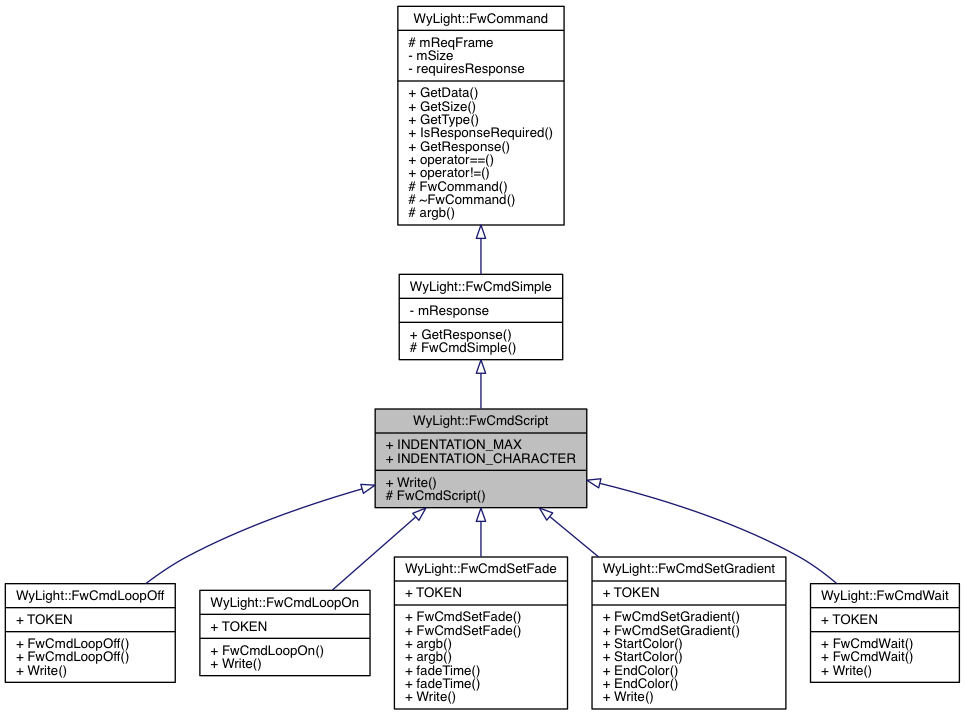 WyLight::FwCommand
# mReqFrame
- mSize
- requiresResponse
+ GetData()
+ GetSize()
+ GetType()
+ IsResponseRequired()
+ GetResponse()
+ operator==()
+ operator!=()
# FwCommand()
# ~FwCommand()
# argb()
WyLight::FwCmdSimple
- mResponse
+ GetResponse()
# FwCmdSimple()
WyLight::FwCmdScript
+ INDENTATION_MAX
+ INDENTATION_CHARACTER
+ Write()
# FwCmdScript()
WyLight::FwCmdLoopOff
+ TOKEN
+ FwCmdLoopOff()
+ FwCmdLoopOff()
+ Write()
WyLight::FwCmdLoopOn
+ TOKEN
+ FwCmdLoopOn()
+ Write()
WyLight::FwCmdSetFade
+ TOKEN
+ FwCmdSetFade()
+ FwCmdSetFade()
+ argb()
+ argb()
+ fadeTime()
+ fadeTime()
+ Write()
WyLight::FwCmdSetGradient
+ TOKEN
+ FwCmdSetGradient()
+ FwCmdSetGradient()
+ StartColor()
+ StartColor()
+ EndColor()
+ EndColor()
+ Write()
WyLight::FwCmdWait
+ TOKEN
+ FwCmdWait()
+ FwCmdWait()
+ Write()